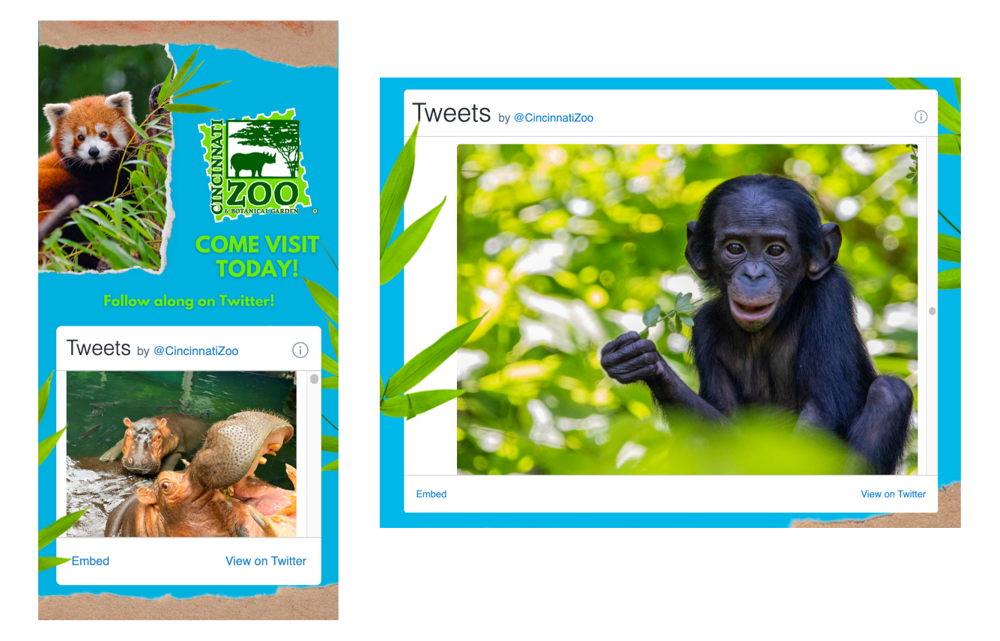 CINCINNATI
ZOO
& BOTANICAL GARDEN ®
COME VISIT
TODAY!
Follow along on Twitter!
Tweets by @CincinnatiZoo
Embed View on Twitter
Tweets by @CincinnatiZoo
Embed View on Twitter